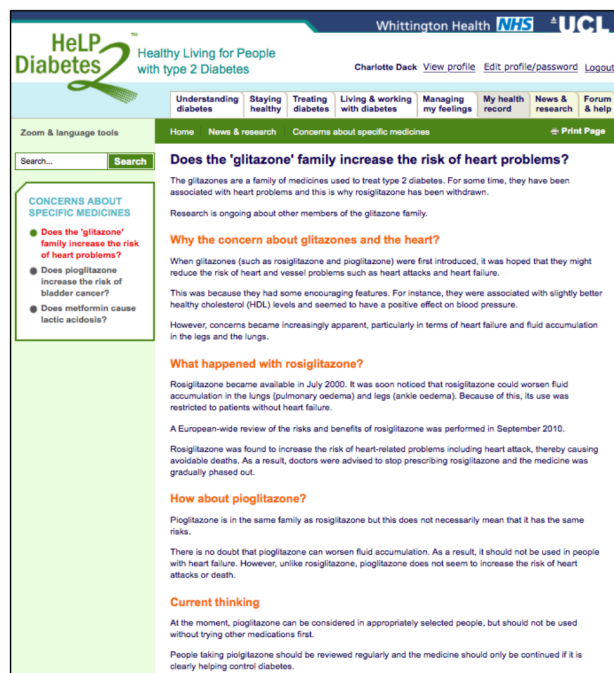 Whittington Health NHS UCL
HeLP
Diabetes
TM
Healthy Living for People
with type 2 Diabetes
Charlotte Dack View profile Edit profile/password Logout
Understanding diabetes
Staying healthy
Treating diabetes
Living & working with diabetes
Managing my feelings
My health record
News & research
Forum & help
Zoom & language tools
Home News & research Concerns about specific medicines Print Page
Search... Search
CONCERNS ABOUT
SPECIFIC MEDICINES
Does the 'glitazone'
family increase the risk
of heart problems?
Does pioglitazone
increase the risk of
bladder cancer?
Does metformin cause
lactic acidosis?
Does the 'glitazone' family increase the risk of heart problems?
The glitazones are a family of medicines used to treat type 2 diabetes. For some time, they have been
associated with heart problems and this is why rosiglitazone has been withdrawn.
Research is ongoing about other members of the glitazone family.
Why the concern about glitazones and the heart?
When glitazones (such as rosiglitazone and pioglitazone) were first introduced, it was hoped that they might
reduce the risk of heart and vessel problems such as heart attacks and heart failure.
This was because they had some encouraging features. For instance, they were associated with slightly better
healthy cholesterol (HDL) levels and seemed to have a positive effect on blood pressure.
However, concerns became increasingly apparent, particularly in terms of heart failure and fluid accumulation
in the legs and the lungs.
What happened with rosiglitazone?
Rosiglitazone became available in July 2000. It was soon noticed that rosiglitazone could worsen fluid
accumulation in the lungs (pulmonary oedema) and legs (ankle oedema). Because of this, its use was
restricted to patients without heart failure.
A European-wide review of the risks and benefits of rosiglitazone was performed in September 2010.
Rosiglitazone was found to increase the risk of heart-related problems including heart attack, thereby causing
avoidable deaths. As a result, doctors were advised to stop prescribing rosiglitazone and the medicine was
gradually phased out.
How about pioglitazone?
Pioglitazone is in the same family as rosiglitazone but this does not necessarily mean that it has the same
risks.
There is no doubt that pioglitazone can worsen fluid accumulation. As a result, it should not be used in people
with heart failure. However, unlike rosiglitazone, pioglitazone does not seem to increase the risk of heart
attacks or death.
Current thinking
At the moment, pioglitazone can be considered in appropriately selected people, but should not be used
without trying other medications first.
People taking piolgitazone should be reviewed regularly and the medicine should only be continued if it is
clearly helping control diabetes.